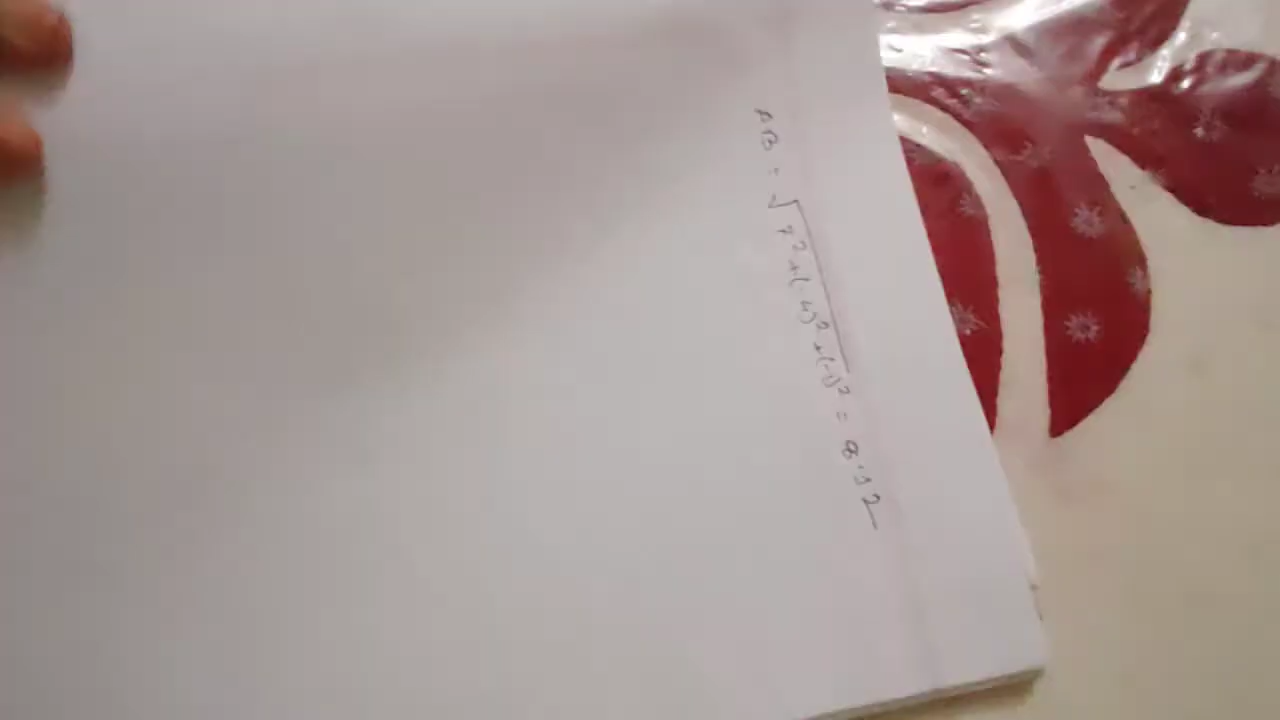 AB = √7² + (-4)² + (-1)² = 8.12